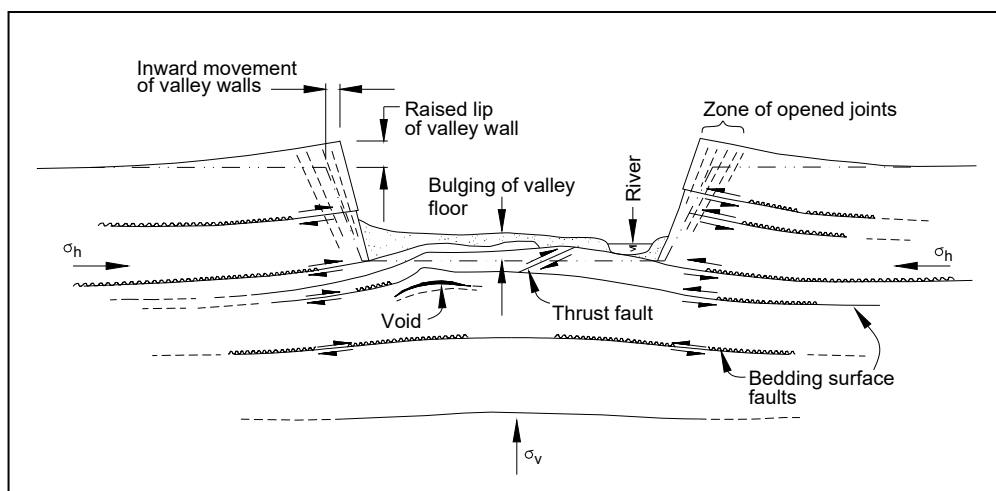 Inward movement
of valley walls
Raised lip
of valley wall
Zone of opened joints
Bulging of valley
floor
River
σh
σh
Void
Thrust fault
Bedding surface
faults
σv